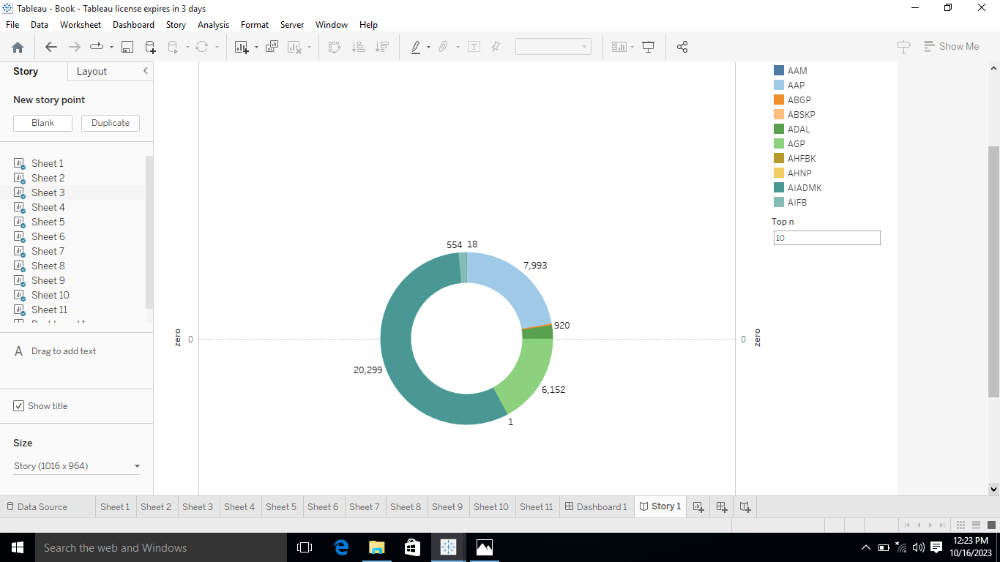 Tableau - Book - Tableau license expires in 3 days
File Data Worksheet Dashboard Story Analysis Format Server Window Help
Show Me
Story Layout
New story point
Blank Duplicate
Sheet 1
Sheet 2
Sheet 3
Sheet 4
Sheet 5
Sheet 6
Sheet 7
Sheet 8
Sheet 9
Sheet 10
Sheet 11
A Drag to add text
Show title
Size
Story (1016 x 964)
zero
0
554 18
7,993
920
20,299
6,152
1
0
zero
AAM
AAP
ABGP
ABSKP
ADAL
AGP
AHFBK
AHNP
AIADMK
AIFB
Top n
10
Data Source Sheet 1 Sheet 2 Sheet 3 Sheet 4 Sheet 5 Sheet 6 Sheet 7 Sheet 8 Sheet 9 Sheet 10 Sheet 11 Dashboard 1 Story 1
Search the web and Windows
12:23 PM
10/16/2023